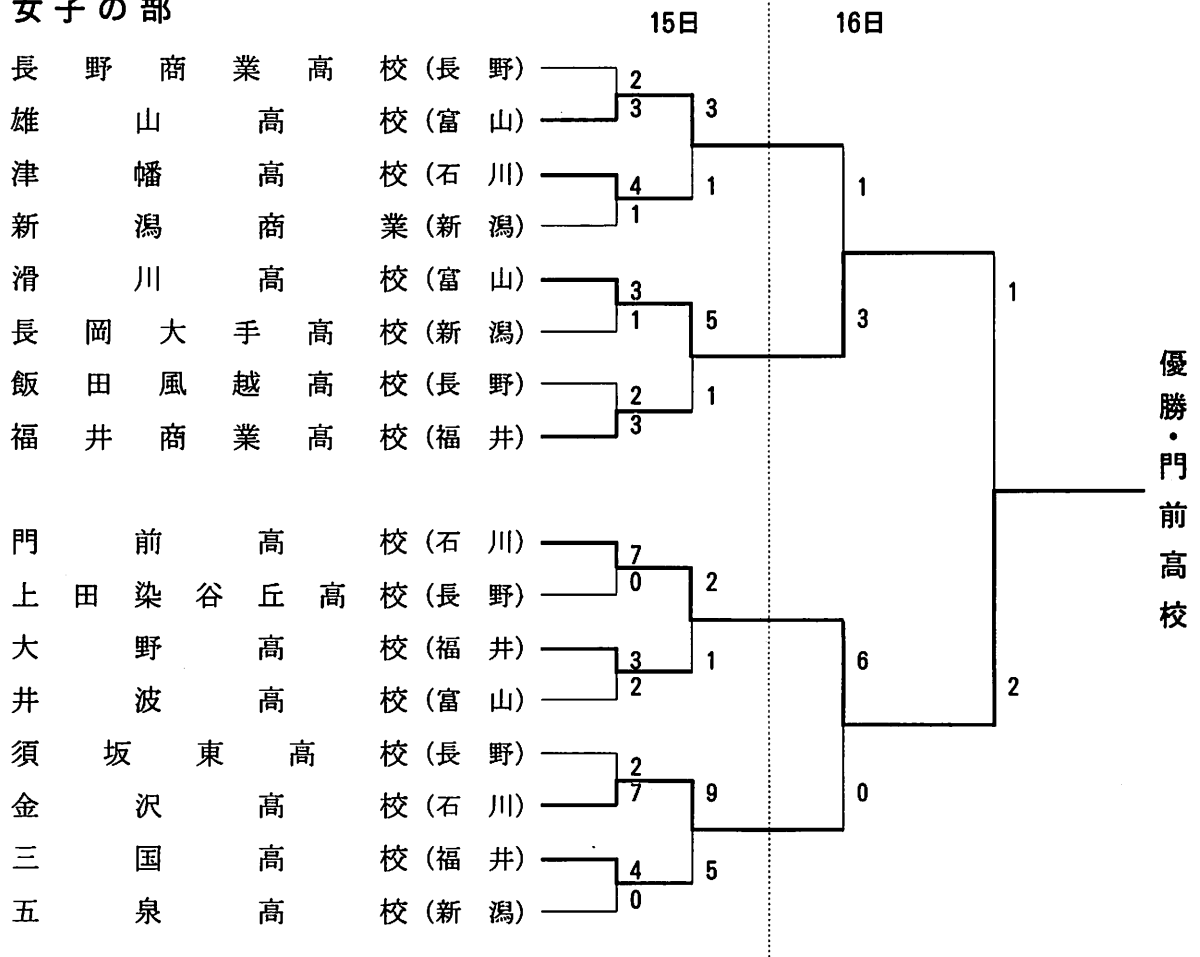 女子の部
15日 16日
長野商業高校(長野)
2
3
雄山高校(富山)
3
津幡高校(石川)
4
1
1
新潟商業(新潟)
1
滑川高校(富山)
3
1
5
3
1
長岡大手高校(新潟)
飯田風越高校(長野)
2
3
1
福井商業高校(福井)
優勝・門前高校
門前高校(石川)
7
0
2
上田染谷丘高校(長野)
大野高校(福井)
3
2
1
6
2
井波高校(富山)
須坂東高校(長野)
2
7
9
0
金沢高校(石川)
三国高校(福井)
4
0
5
五泉高校(新潟)